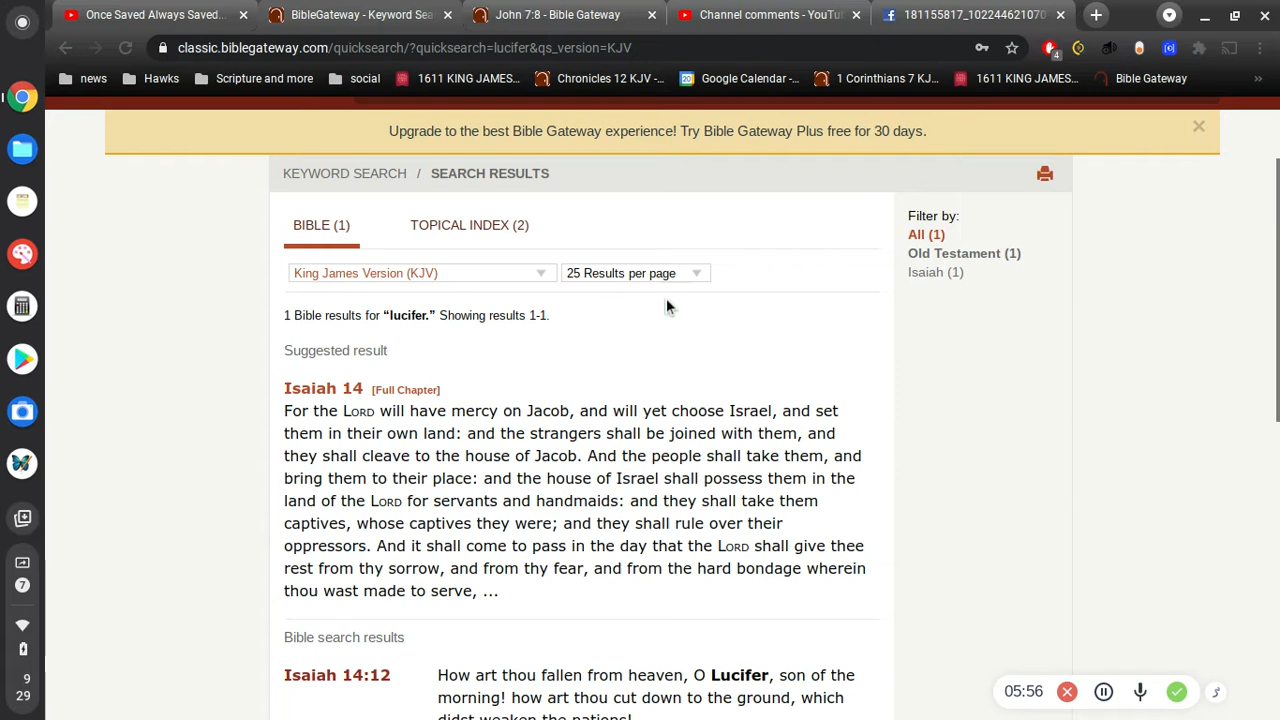 Once Saved Always Saved...
BibleGateway - Keyword Sea
John 7:8 - Bible Gateway
Channel comments - YouTu
181155817_102244621070
classic.biblegateway.com/quicksearch/?quicksearch=lucifer&qs_version=KJV
4
news
Hawks
Scripture and more
social
1611 KING JAMES...
Chronicles 12 KJV -...
20
Google Calendar -...
1 Corinthians 7 KJ...
1611 KING JAMES...
Bible Gateway
»
Upgrade to the best Bible Gateway experience! Try Bible Gateway Plus free for 30 days.
KEYWORD SEARCH / SEARCH RESULTS
BIBLE (1)
TOPICAL INDEX (2)
King James Version (KJV)
25 Results per page
1 Bible results for “lucifer.” Showing results 1-1.
Suggested result
Isaiah 14 [Full Chapter]
For the LORD will have mercy on Jacob, and will yet choose Israel, and set
them in their own land: and the strangers shall be joined with them, and
they shall cleave to the house of Jacob. And the people shall take them, and
bring them to their place: and the house of Israel shall possess them in the
land of the LORD for servants and handmaids: and they shall take them
captives, whose captives they were; and they shall rule over their
oppressors. And it shall come to pass in the day that the LORD shall give thee
rest from thy sorrow, and from thy fear, and from the hard bondage wherein
thou wast made to serve, ...
Bible search results
Isaiah 14:12
How art thou fallen from heaven, O Lucifer, son of the
morning! how art thou cut down to the ground, which
didst weaken the nations!
Filter by:
All (1)
Old Testament (1)
Isaiah (1)
7
9
29
05:56